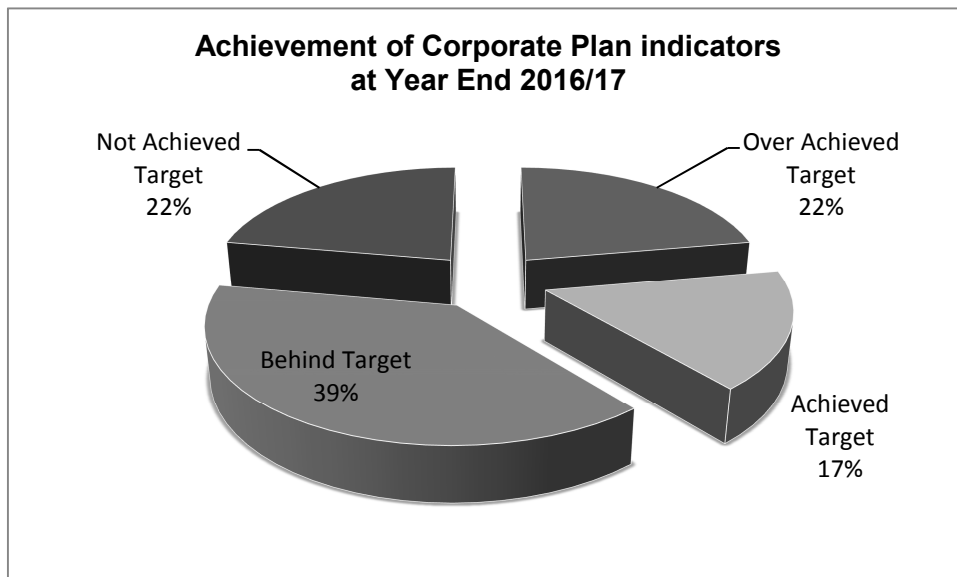 Achievement of Corporate Plan indicators
at Year End 2016/17
Not Achieved
Target
22%
Over Achieved
Target
22%
Behind Target
39%
Achieved
Target
17%